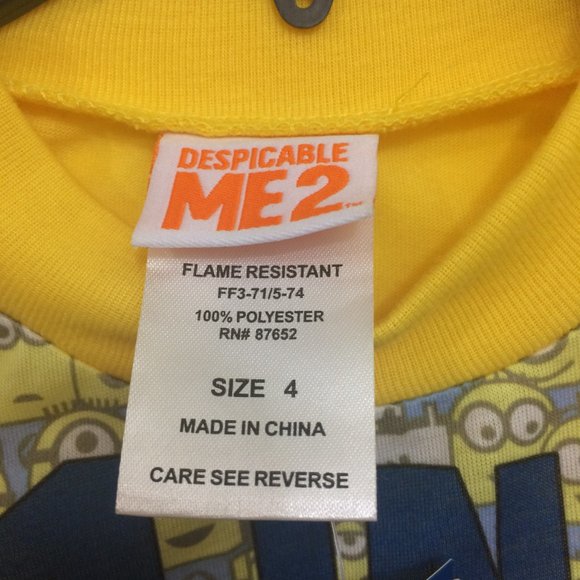 DESPICABLE
ME2™
FLAME RESISTANT
FF3-71/5-74
100% POLYESTER
RN# 87652
SIZE 4
MADE IN CHINA
CARE SEE REVERSE